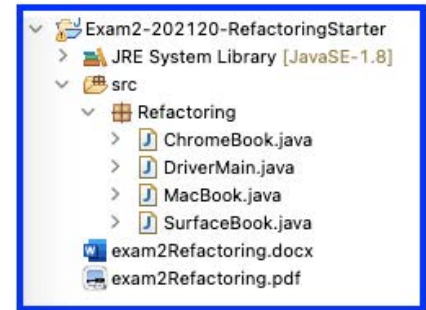 Exam2-202120-RefactoringStarter
JRE System Library [JavaSE-1.8]
src
Refactoring
ChromeBook.java
DriverMain.java
MacBook.java
SurfaceBook.java
exam2Refactoring.docx
exam2Refactoring.pdf